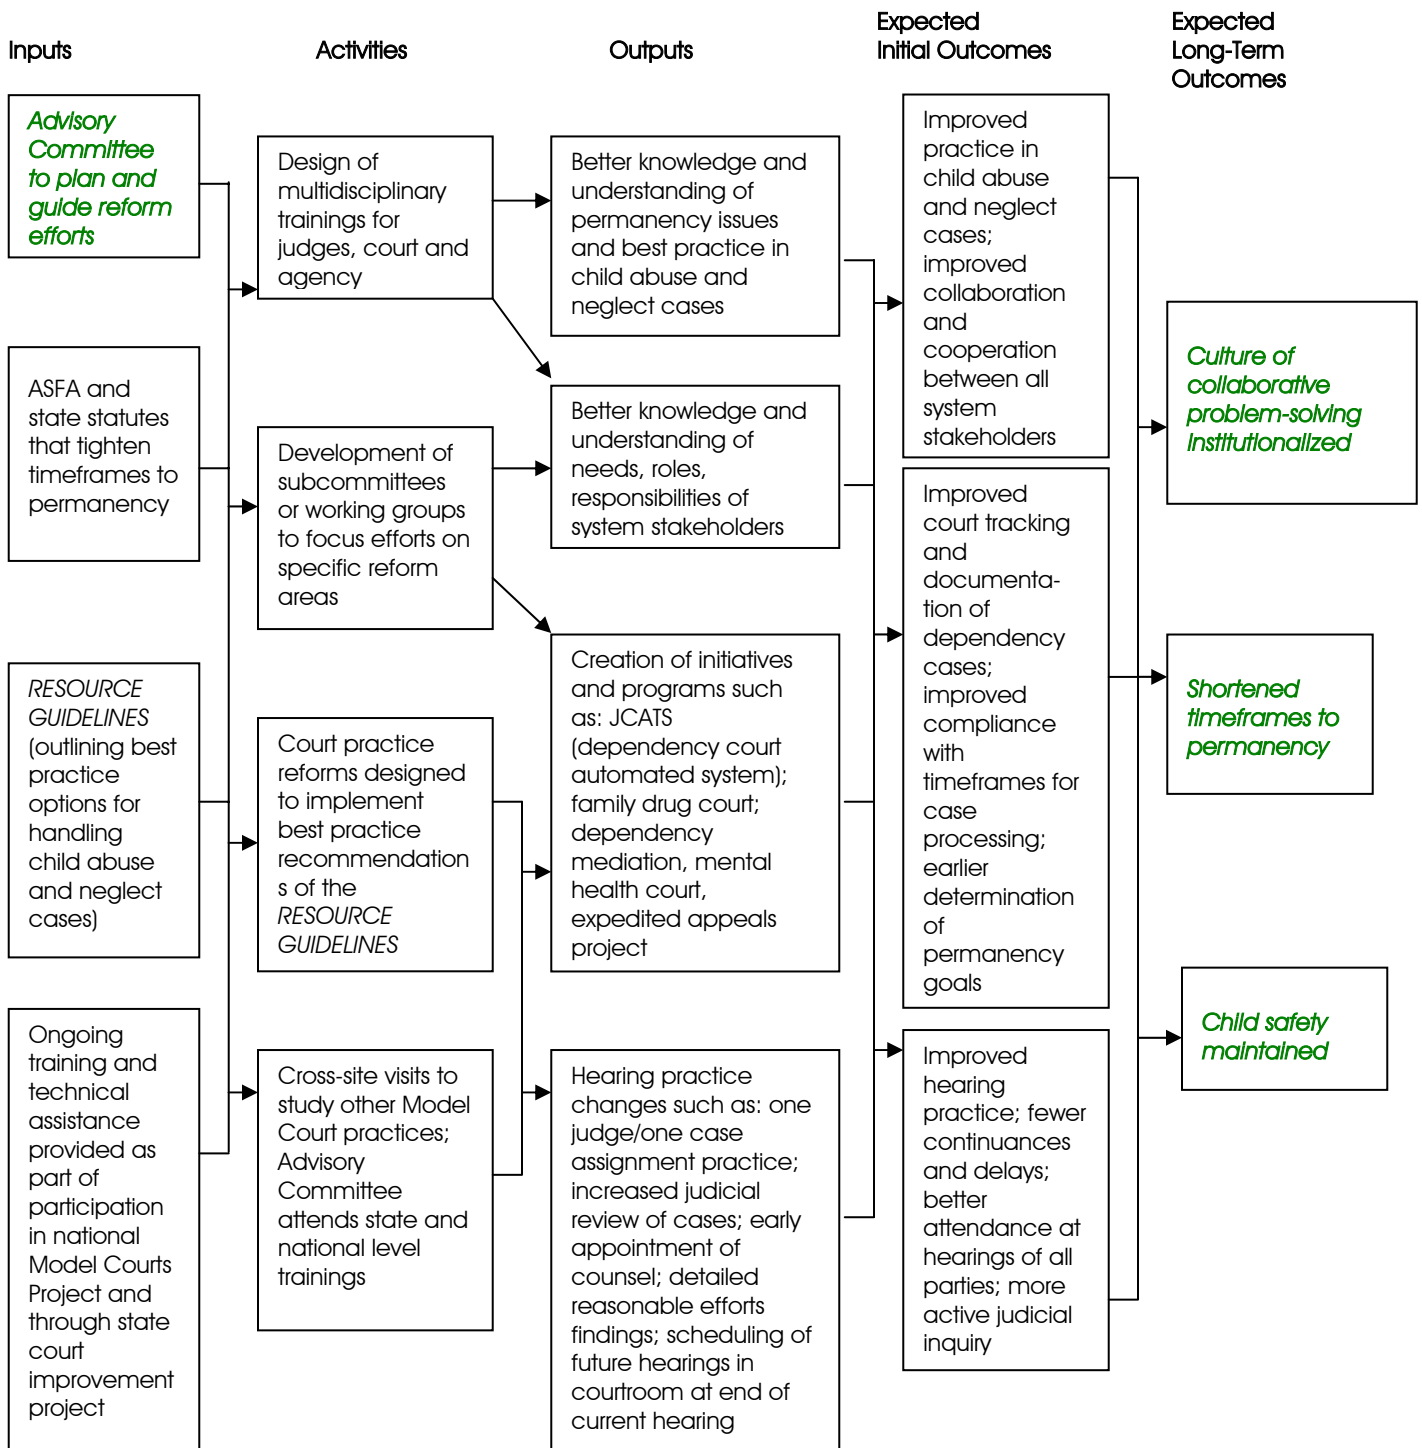 Inputs
Activities
Outputs
Expected
Initial Outcomes
Expected
Long-Term
Outcomes
Advisory
Committee
to plan and
guide reform
efforts
ASFA and
state statutes
that tighten
timeframes to
permanency
RESOURCE
GUIDELINES
(outlining best
practice
options for
handling
child abuse
and neglect
cases)
Ongoing
training and
technical
assistance
provided as
part of
participation
in national
Model Courts
Project and
through state
court
improvement
project
Design of
multidisciplinary
trainings for
judges, court and
agency
Development of
subcommittees
or working groups
to focus efforts on
specific reform
areas
Court practice
reforms designed
to implement
best practice
recommendation
s of the
RESOURCE
GUIDELINES
Cross-site visits to
study other Model
Court practices;
Advisory
Committee
attends state and
national level
trainings
Better knowledge and
understanding of
permanency issues
and best practice in
child abuse and
neglect cases
Better knowledge and
understanding of
needs, roles,
responsibilities of
system stakeholders
Creation of initiatives
and programs such
as: JCATS
(dependency court
automated system);
family drug court;
dependency
mediation, mental
health court,
expedited appeals
project
Hearing practice
changes such as: one
judge/one case
assignment practice;
increased judicial
review of cases; early
appointment of
counsel; detailed
reasonable efforts
findings; scheduling of
future hearings in
courtroom at end of
current hearing
Improved
practice in
child abuse
and neglect
cases;
improved
collaboration
and
cooperation
between all
system
stakeholders
Improved
court tracking
and
documenta-
tion of
dependency
cases;
improved
compliance
with
timeframes for
case
processing;
earlier
determination
of
permanency
goals
Improved
hearing
practice; fewer
continuances
and delays;
better
attendance at
hearings of all
parties; more
active judicial
inquiry
Culture of
collaborative
problem-solving
institutionalized
Shortened
timeframes to
permanency
Child safety
maintained